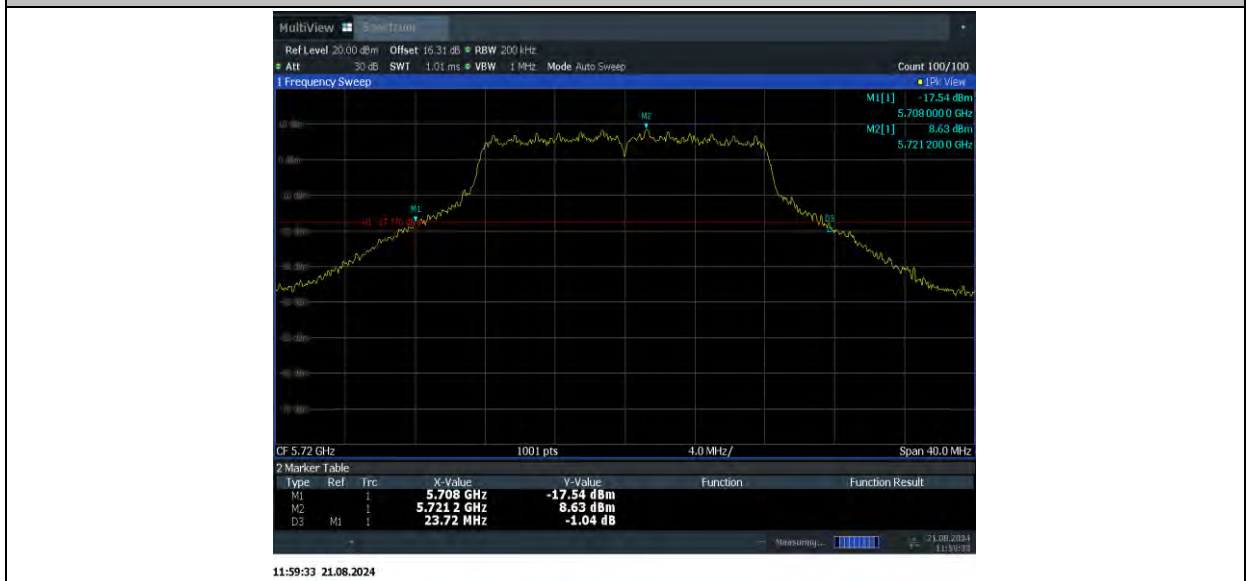 MultiView Spectrum
Ref Level 20.00 dBm Offset 16.31 dB RBW 200 kHz
Att 30 dB SWT 1.01 ms VBW 1 MHz Mode Auto Sweep Count 100/100
1 Frequency Sweep 1Pk View
M1[1] -17.54 dBm
5.708 000 0 GHz
M2[1] 8.63 dBm
5.721 200 0 GHz
M2
M1
D3
CF 5.72 GHz 1001 pts 4.0 MHz/ Span 40.0 MHz
2 Marker Table
Type Ref Trc X-Value Y-Value Function Function Result
M1 1 5.708 GHz -17.54 dBm
M2 1 5.721 2 GHz 8.63 dBm
D3 M1 1 23.72 MHz -1.04 dB
Measuring... 21.08.2024
11:59:33
11:59:33 21.08.2024